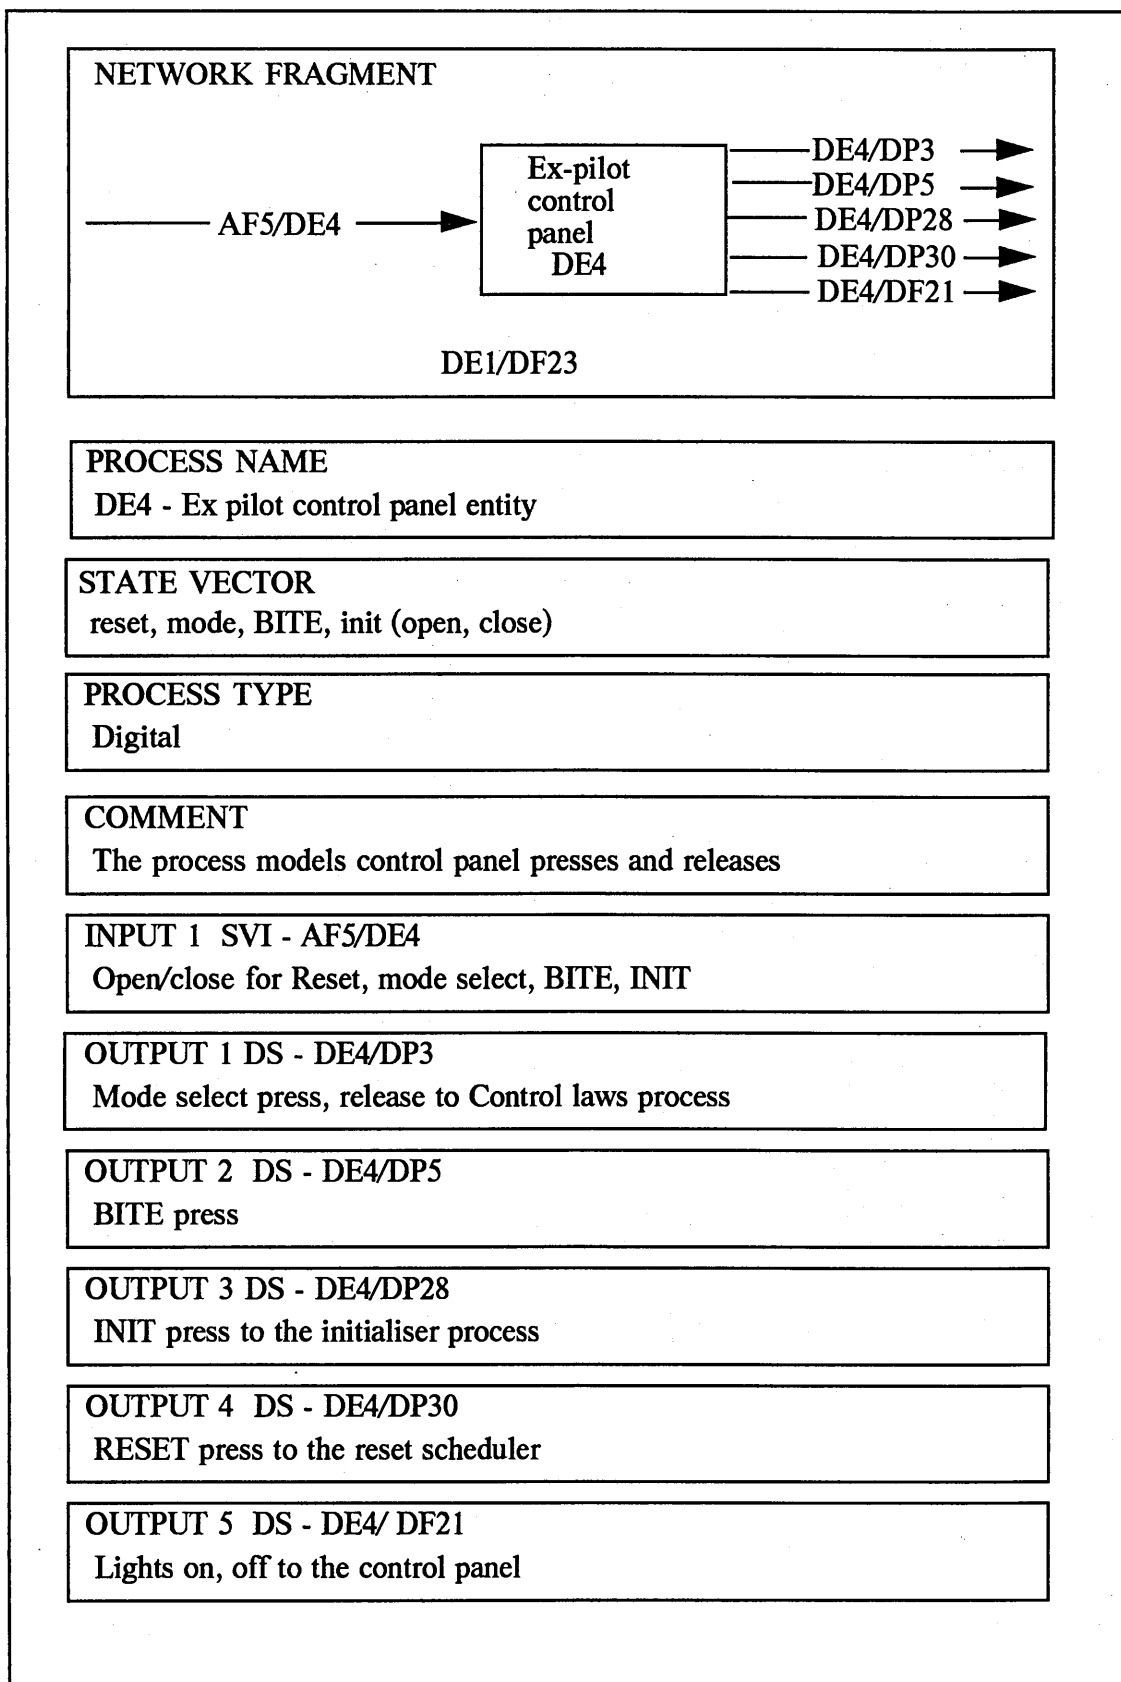 NETWORK FRAGMENT
AF5/DE4
Ex-pilot
control
panel
DE4
DE4/DP3
DE4/DP5
DE4/DP28
DE4/DP30
DE4/DF21
DE1/DF23
PROCESS NAME
DE4 - Ex pilot control panel entity
STATE VECTOR
reset, mode, BITE, init (open, close)
PROCESS TYPE
Digital
COMMENT
The process models control panel presses and releases
INPUT 1 SVI - AF5/DE4
Open/close for Reset, mode select, BITE, INIT
OUTPUT 1 DS - DE4/DP3
Mode select press, release to Control laws process
OUTPUT 2 DS - DE4/DP5
BITE press
OUTPUT 3 DS - DE4/DP28
INIT press to the initialiser process
OUTPUT 4 DS - DE4/DP30
RESET press to the reset scheduler
OUTPUT 5 DS - DE4/ DF21
Lights on, off to the control panel